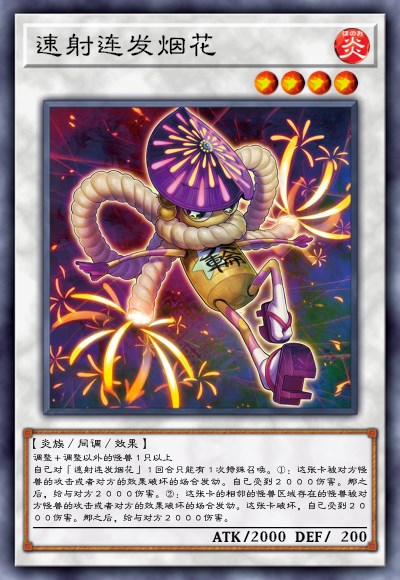 速射连发烟花
ほのお
炎
東京
【炎族／同调／效果】
调整＋调整以外的怪兽１只以上
自己对「速射连发烟花」１回合只能有１次特殊召唤。①：这张卡被对方怪
兽的攻击或者对方的效果破坏的场合发动。自己受到２０００伤害。那之
后，给与对方２０００伤害。②：这张卡的相邻的怪兽区域存在的怪兽被对
方怪兽的攻击或者对方的效果破坏的场合发动。这张卡破坏，自己受到２０
００伤害。那之后，给与对方２０００伤害。
ATK/2000 DEF/ 200